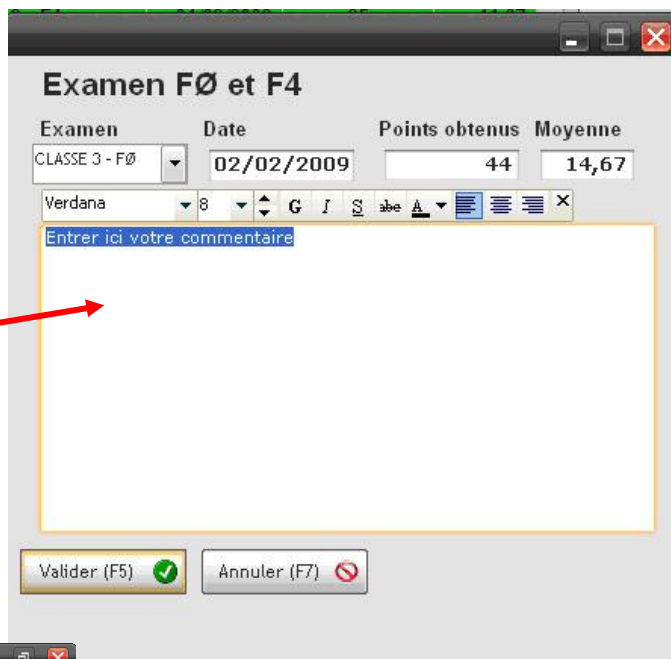 Examen FØ et F4
Examen Date Points obtenus Moyenne
CLASSE 3 - FØ 02/02/2009 44 14,67
Verdana 8 G I S abc A
Entrer ici votre commentaire
Valider (F5) Annuler (F7)